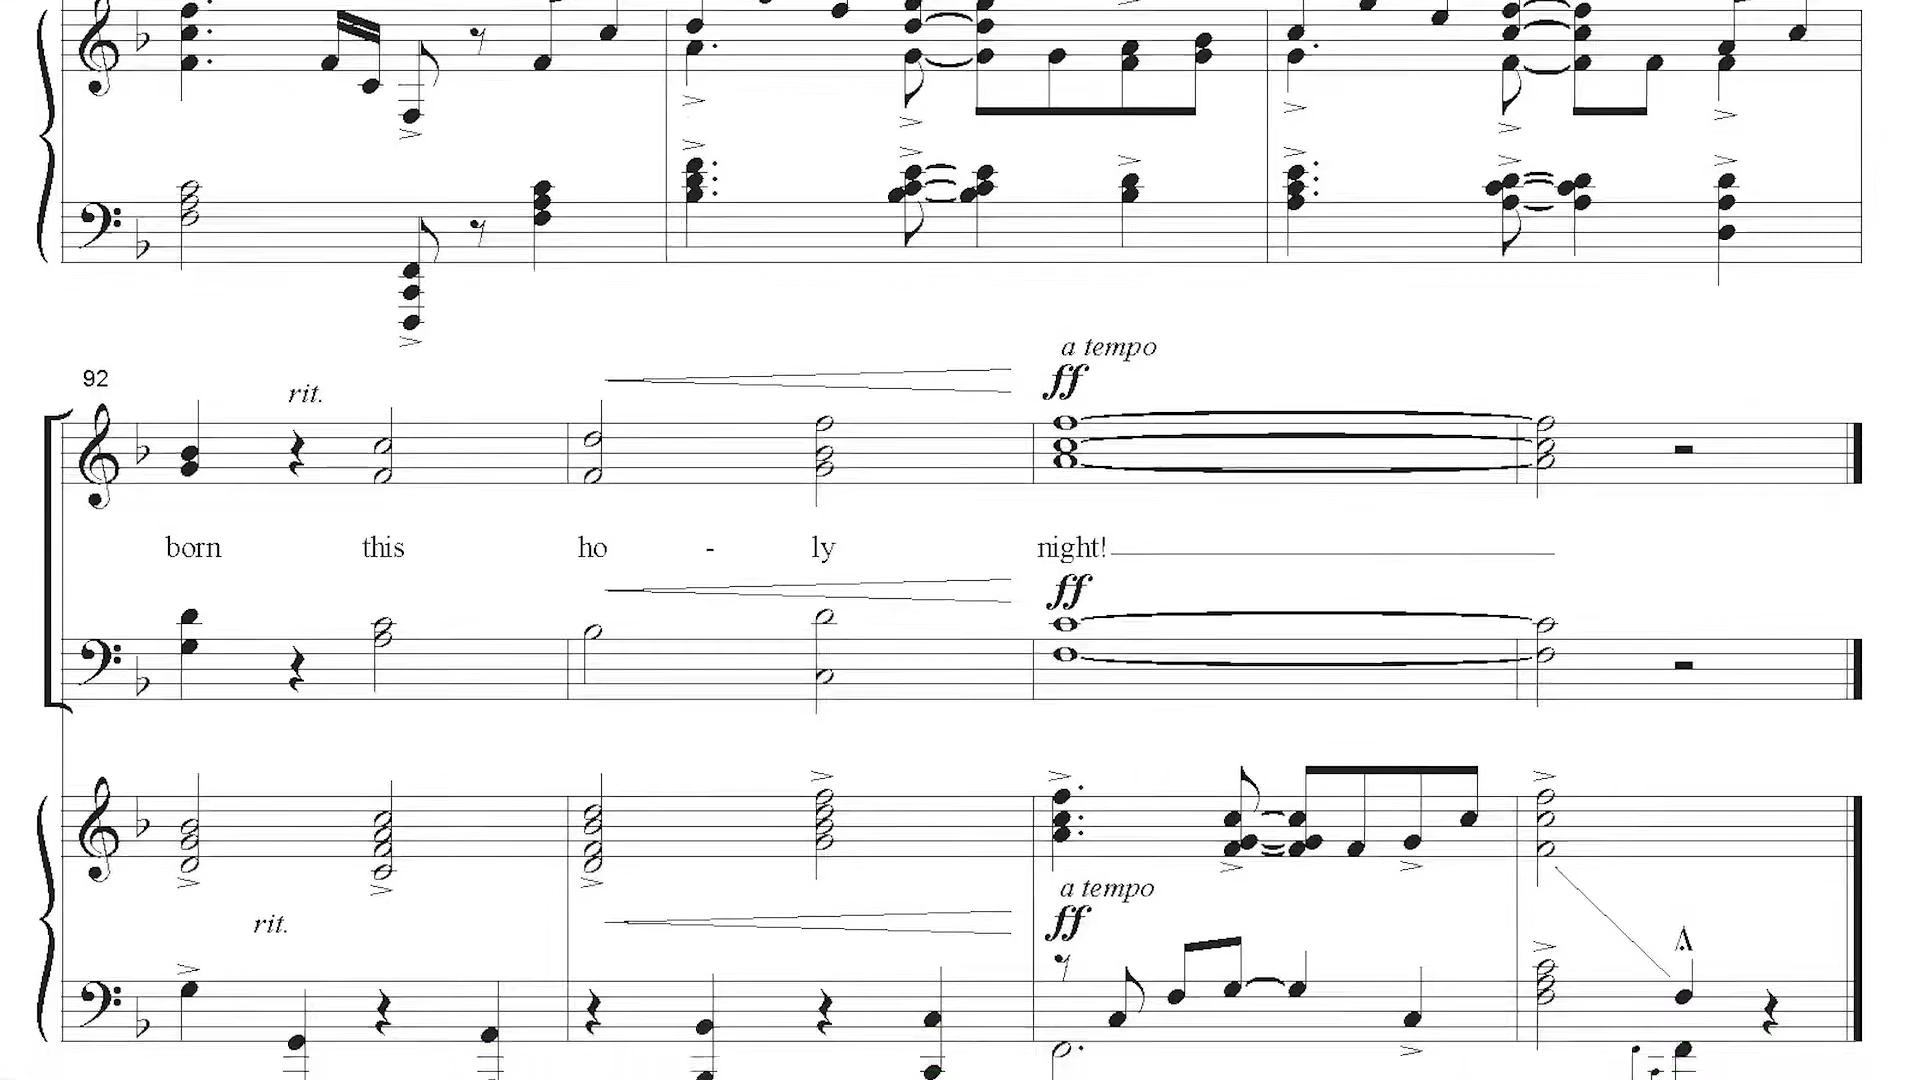 a tempo
92
rit.
ff
born this ho - ly night!
ff
a tempo
rit.
ff